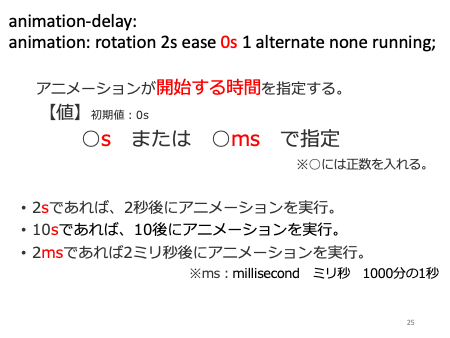 animation-delay:
animation: rotation 2s ease 0s 1 alternate none running;
アニメーションが開始する時間を指定する。
【値】初期値：0s
○s　または　○ms　で指定
※○には正数を入れる。
• 2sであれば、2秒後にアニメーションを実行。
• 10sであれば、10後にアニメーションを実行。
• 2msであれば2ミリ秒後にアニメーションを実行。
※ms：millisecond　ミリ秒　1000分の1秒
25